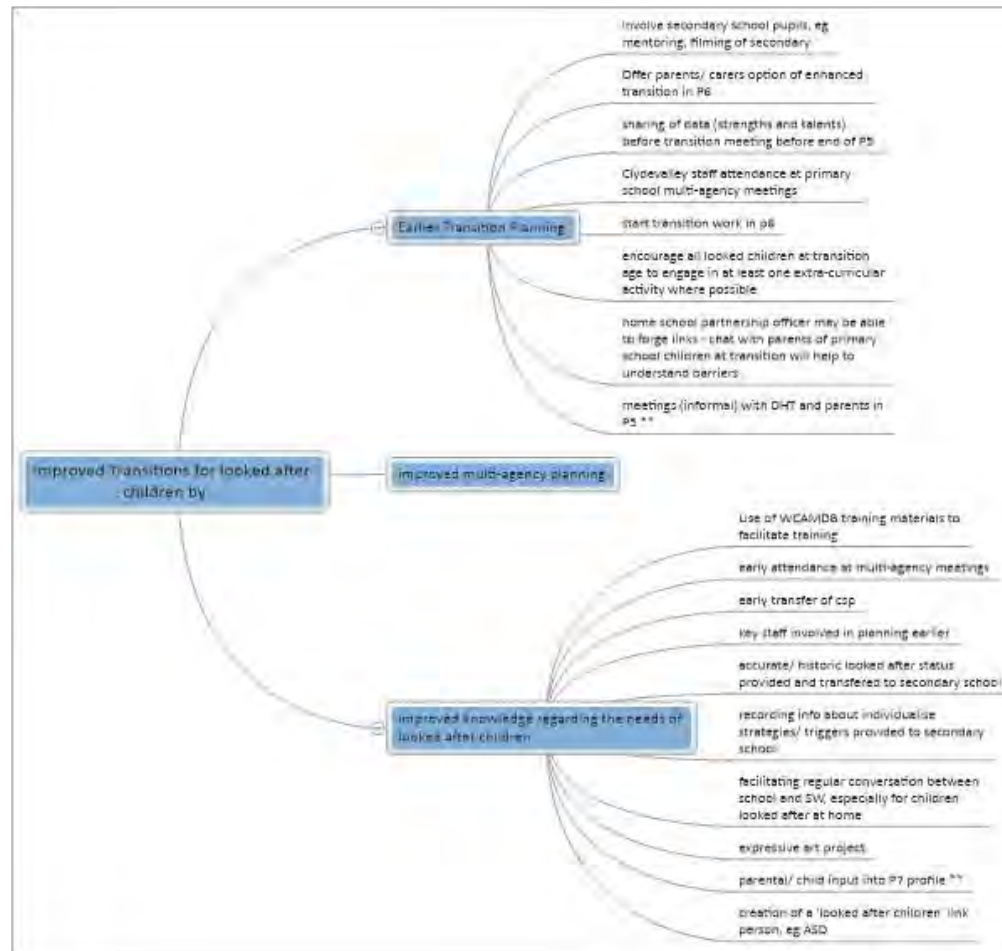 involve secondary school pupils, eg
mentoring, filming of secondary
Offer parents/ carers option of enhanced
transition in P6
sharing of data (strengths and talents)
before transition meeting before end of P5
Clydevalley staff attendance at primary
school multi-agency meetings
Earlier Transition Planning
start transition work in p6
encourage all looked children at transition
age to engage in at least one extra-curricular
activity where possible
home school partnership officer may be able
to forge links - chat with parents of primary
school children at transition will help to
understand barriers
meetings (informal) with DHT and parents in
P5 **
Improved Transitions for looked after
children by
improved multi-agency planning
Use of WCAMDB training materials to
facilitate training
early attendance at multi-agency meetings
early transfer of csp
key staff involved in planning earlier
accurate/ historic looked after status
provided and transfered to secondary school
improved knowledge regarding the needs of
looked after children
recording info about individualise
strategies/ triggers provided to secondary
school
facilitating regular conversation between
school and SW, especially for children
looked after at home
expressive art project
parental/ child input into P7 profile **
creation of a 'looked after children' link
person, eg ASD